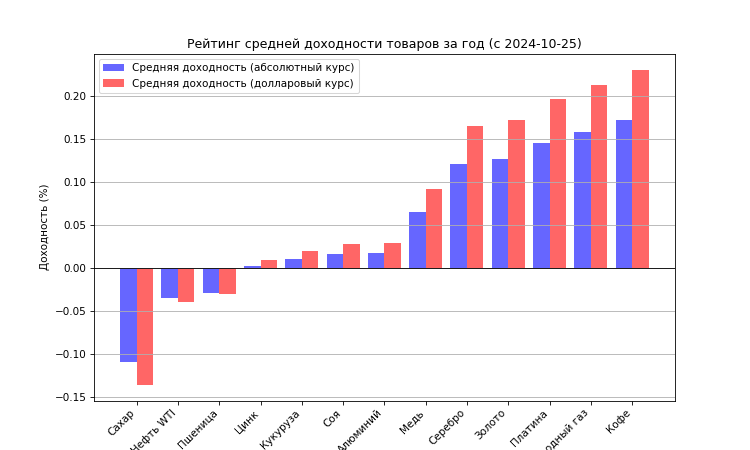 Рейтинг средней доходности товаров за год (с 2024-10-25)
Средняя доходность (абсолютный курс)
Средняя доходность (долларовый курс)
Доходность (%)
0.20
0.15
0.10
0.05
0.00
−0.05
−0.10
−0.15
Сахар
Нефть WTI
Пшеница
Цинк
Кукуруза
Соя
Алюминий
Медь
Серебро
Золото
Платина
одный газ
Кофе